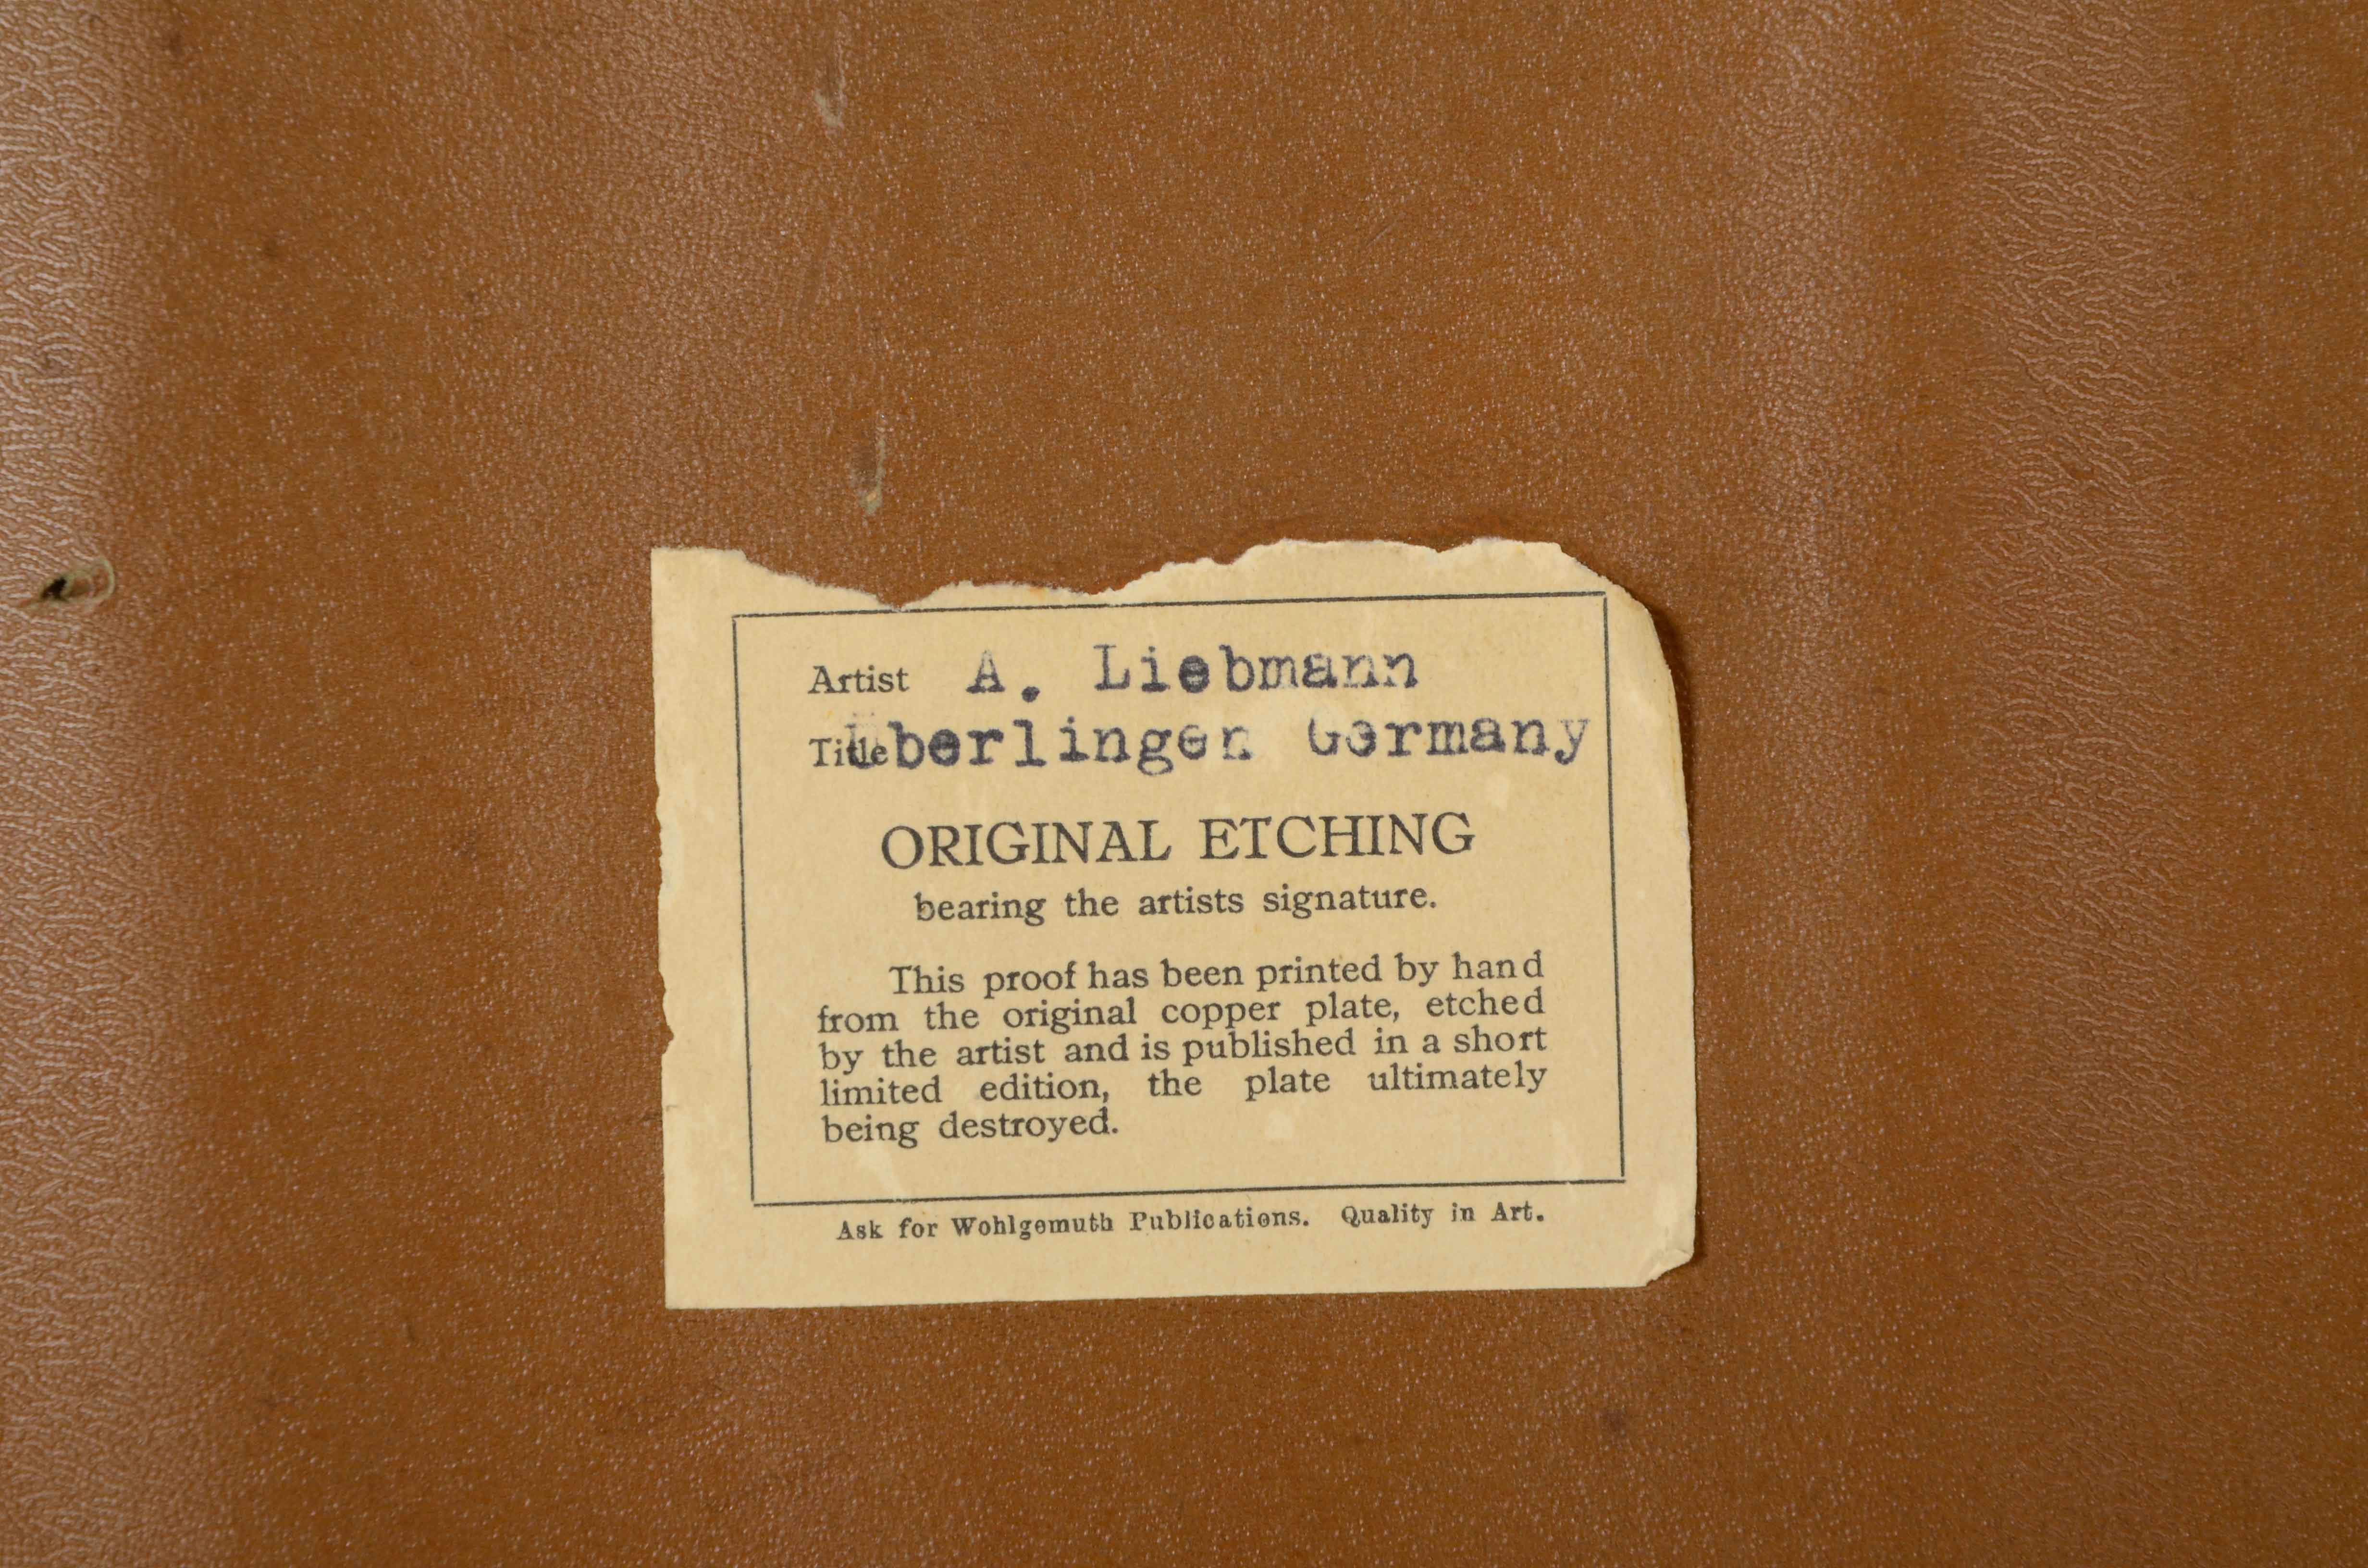 Artist A. Liebmann
Title Überlingen Germany
ORIGINAL ETCHING
bearing the artists signature.
This proof has been printed by hand
from the original copper plate, etched
by the artist and is published in a short
limited edition, the plate ultimately
being destroyed.
Ask for Wohlgemuth Publications. Quality in Art.